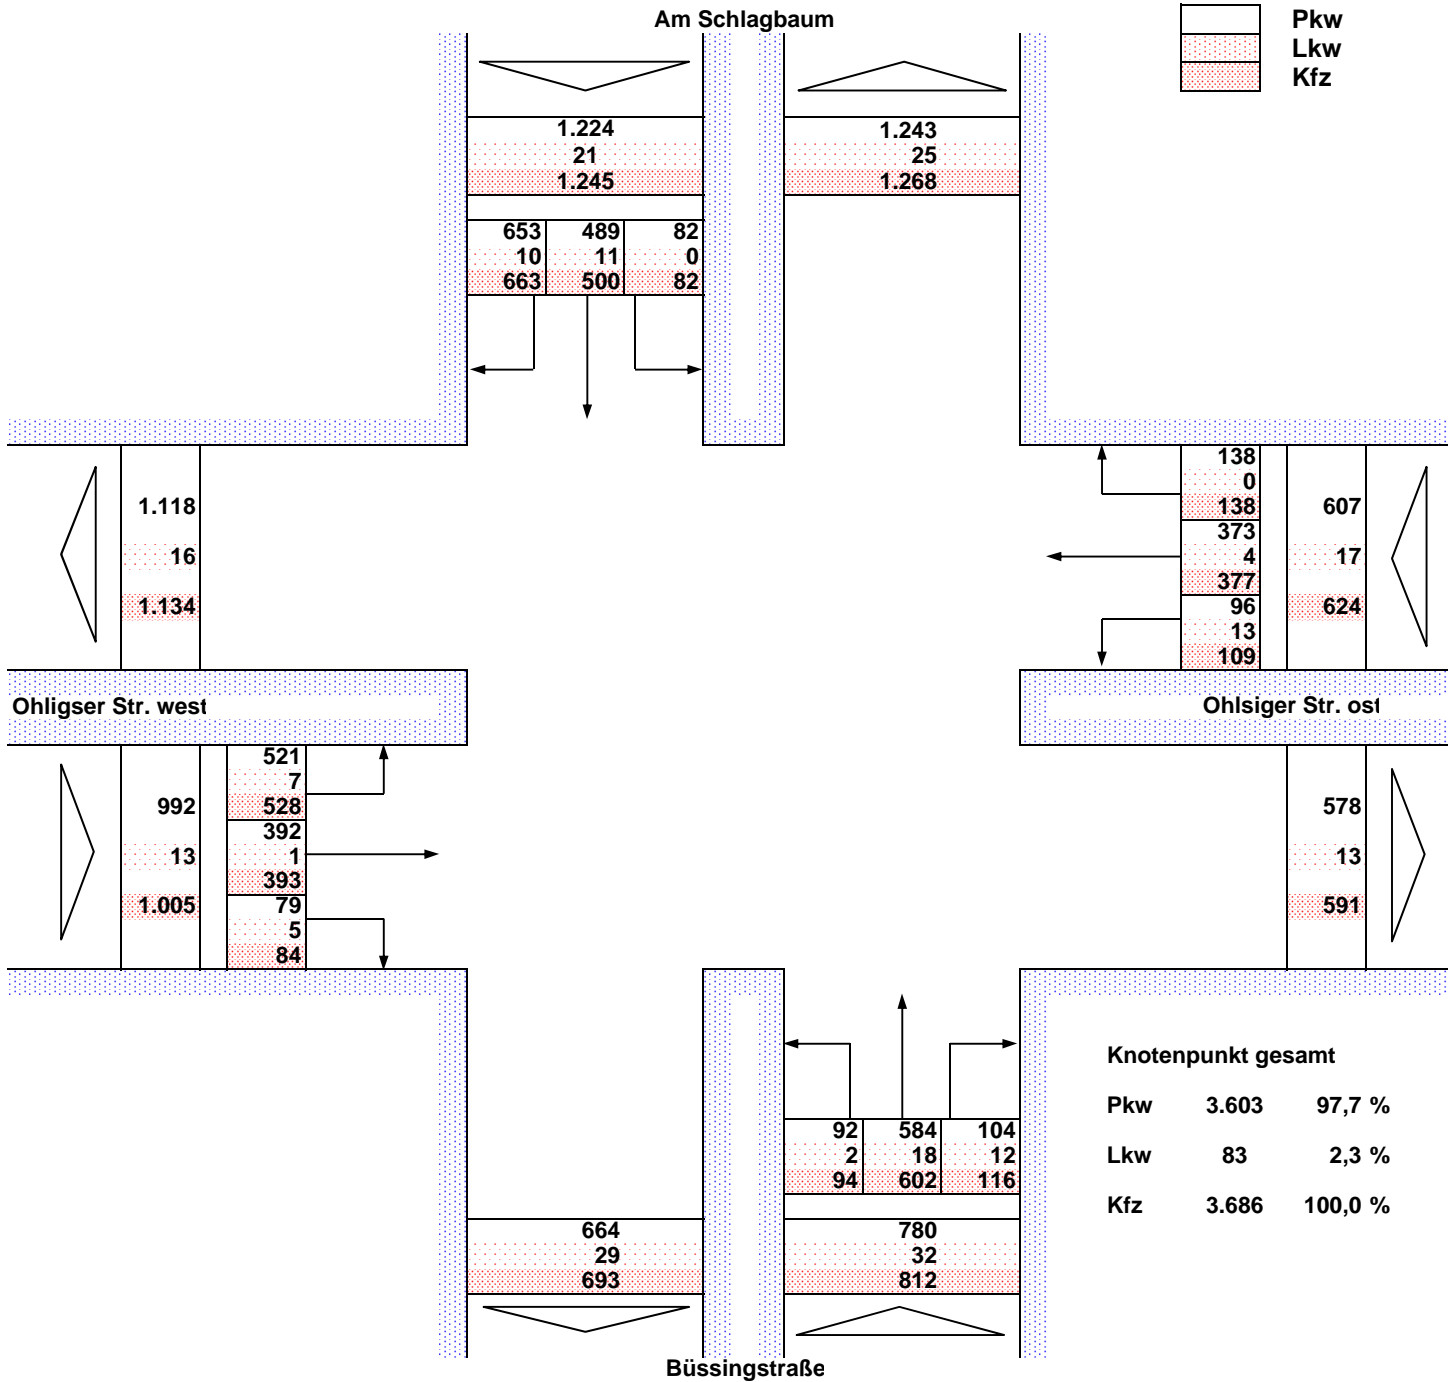 Am Schlagbaum
Pkw
Lkw
Kfz
1.224
21
1.245
1.243
25
1.268
653 489 82
10 11 0
663 500 82
1.118
16
1.134
138
0
138
373
4
377
96
13
109
607
17
624
Ohligser Str. west
Ohlsiger Str. ost
992
13
1.005
521
7
528
392
1
393
79
5
84
578
13
591
92 584 104
2 18 12
94 602 116
664
29
693
780
32
812
Knotenpunkt gesamt
Pkw 3.603 97,7 %
Lkw 83 2,3 %
Kfz 3.686 100,0 %
Büssingstraße